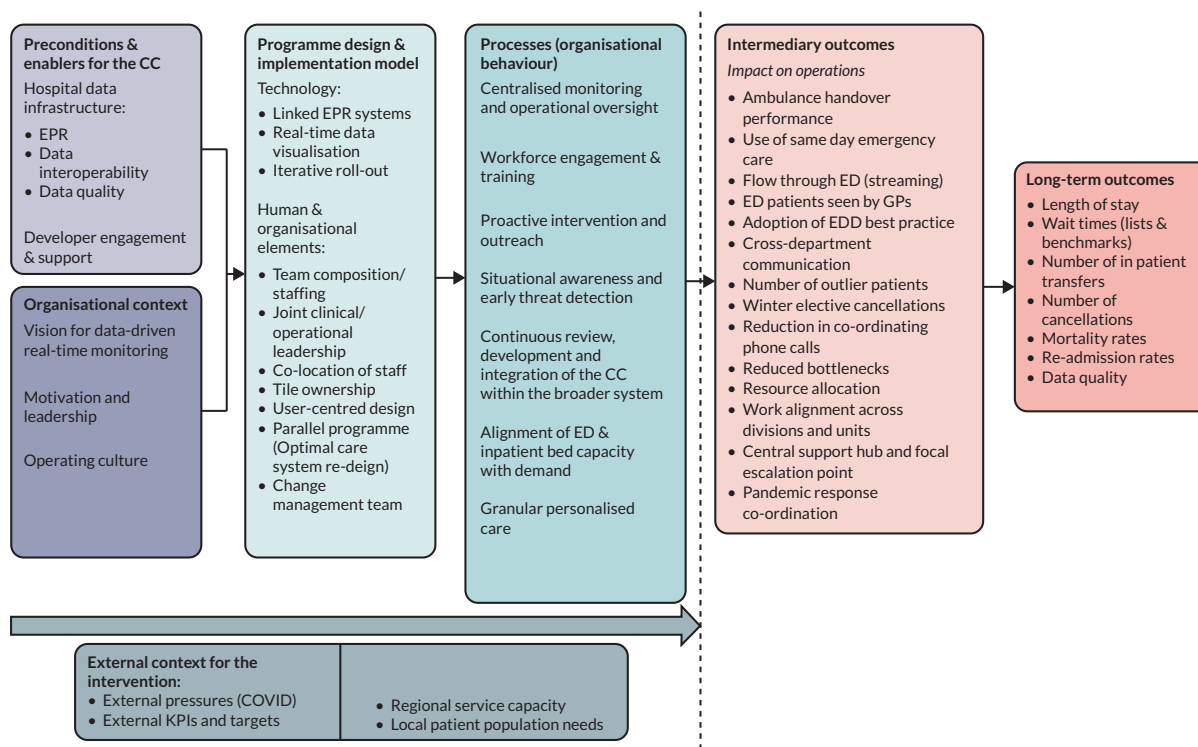 Preconditions &
enablers for the CC
Hospital data
infrastructure:
• EPR
• Data
interoperability
• Data quality
Developer engagement
& support
Organisational context
Vision for data-driven
real-time monitoring
Motivation and
leadership
Operating culture
Programme design &
implementation model
Technology:
• Linked EPR systems
• Real-time data
visualisation
• Iterative roll-out
Human &
organisational
elements:
• Team composition/
staffing
• Joint clinical/
operational
leadership
• Co-location of staff
• Tile ownership
• User-centred design
• Parallel programme
(Optimal care
system re-deign)
• Change
management team
Processes (organisational
behaviour)
Centralised monitoring
and operational oversight
Workforce engagement &
training
Proactive intervention and
outreach
Situational awareness and
early threat detection
Continuous review,
development and
integration of the CC
within the broader system
Alignment of ED &
inpatient bed capacity
with demand
Granular personalised
care
Intermediary outcomes
Impact on operations
• Ambulance handover
performance
• Use of same day emergency
care
• Flow through ED (streaming)
• ED patients seen by GPs
• Adoption of EDD best practice
• Cross-department
communication
• Number of outlier patients
• Winter elective cancellations
• Reduction in co-ordinating
phone calls
• Reduced bottlenecks
• Resource allocation
• Work alignment across
divisions and units
• Central support hub and focal
escalation point
• Pandemic response
co-ordination
Long-term outcomes
• Length of stay
• Wait times (lists &
benchmarks)
• Number of in patient
transfers
• Number of
cancellations
• Mortality rates
• Re-admission rates
• Data quality
External context for the
intervention:
• External pressures (COVID)
• External KPIs and targets
• Regional service capacity
• Local patient population needs